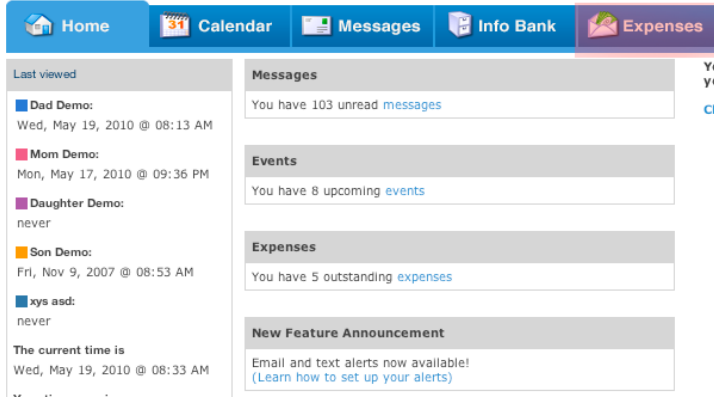 Home
31 Calendar
Messages
Info Bank
Expenses
Last viewed
Dad Demo:
Wed, May 19, 2010 @ 08:13 AM
Mom Demo:
Mon, May 17, 2010 @ 09:36 PM
Daughter Demo:
never
Son Demo:
Fri, Nov 9, 2007 @ 08:53 AM
xys asd:
never
The current time is
Wed, May 19, 2010 @ 08:33 AM
Messages
You have 103 unread messages
Events
You have 8 upcoming events
Expenses
You have 5 outstanding expenses
New Feature Announcement
Email and text alerts now available!
(Learn how to set up your alerts)